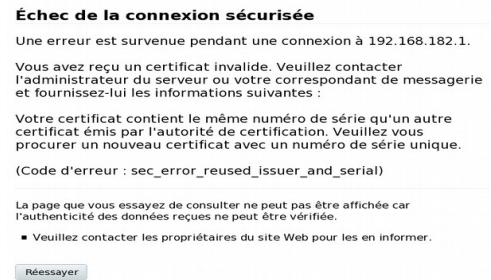 Échec de la connexion sécurisée
Une erreur est survenue pendant une connexion à 192.168.182.1.
Vous avez reçu un certificat invalide. Veuillez contacter
l'administrateur du serveur ou votre correspondant de messagerie
et fournissez-lui les informations suivantes :
Votre certificat contient le même numéro de série qu'un autre
certificat émis par l'autorité de certification. Veuillez vous
procurer un nouveau certificat avec un numéro de série unique.
(Code d'erreur : sec_error_reused_issuer_and_serial)
La page que vous essayez de consulter ne peut pas être affichée car
l'authenticité des données reçues ne peut être vérifiée.
▪ Veuillez contacter les propriétaires du site Web pour les en informer.
Réessayer